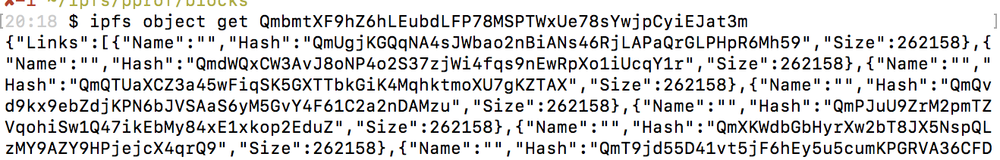 ✘-1 ~/ipfs/pprof/blocks
[20:18 $ ipfs object get QmbmtXF9hZ6hLEubdLFP78MSPTWxUe78sYwjpCyiEJat3m ]
{"Links":[{"Name":"","Hash":"QmUgjKGQqNA4sJWbao2nBiANs46RjLAPaQrGLPHpR6Mh59","Size":262158},{
"Name":"","Hash":"QmdWQxCW3AvJ8oNP4o2S37zjWi4fqs9nEwRpXo1iUcqY1r","Size":262158},{"Name":"","
Hash":"QmQTUaXCZ3a45wFiqSK5GXTTbkGiK4MqhktmoXU7gKZTAX","Size":262158},{"Name":"","Hash":"QmQv
d9kx9ebZdjKPN6bJVSAaS6yM5GvY4F61C2a2nDAMzu","Size":262158},{"Name":"","Hash":"QmPJuU9ZrM2pmTZ
VqohiSw1Q47ikEbMy84xE1xkop2EduZ","Size":262158},{"Name":"","Hash":"QmXKWdbGbHyrXw2bT8JX5NspQL
zMY9AZY9HPjejcX4qrQ9","Size":262158},{"Name":"","Hash":"QmT9jd55D41vt5jF6hEy5u5cumKPGRVA36CFD